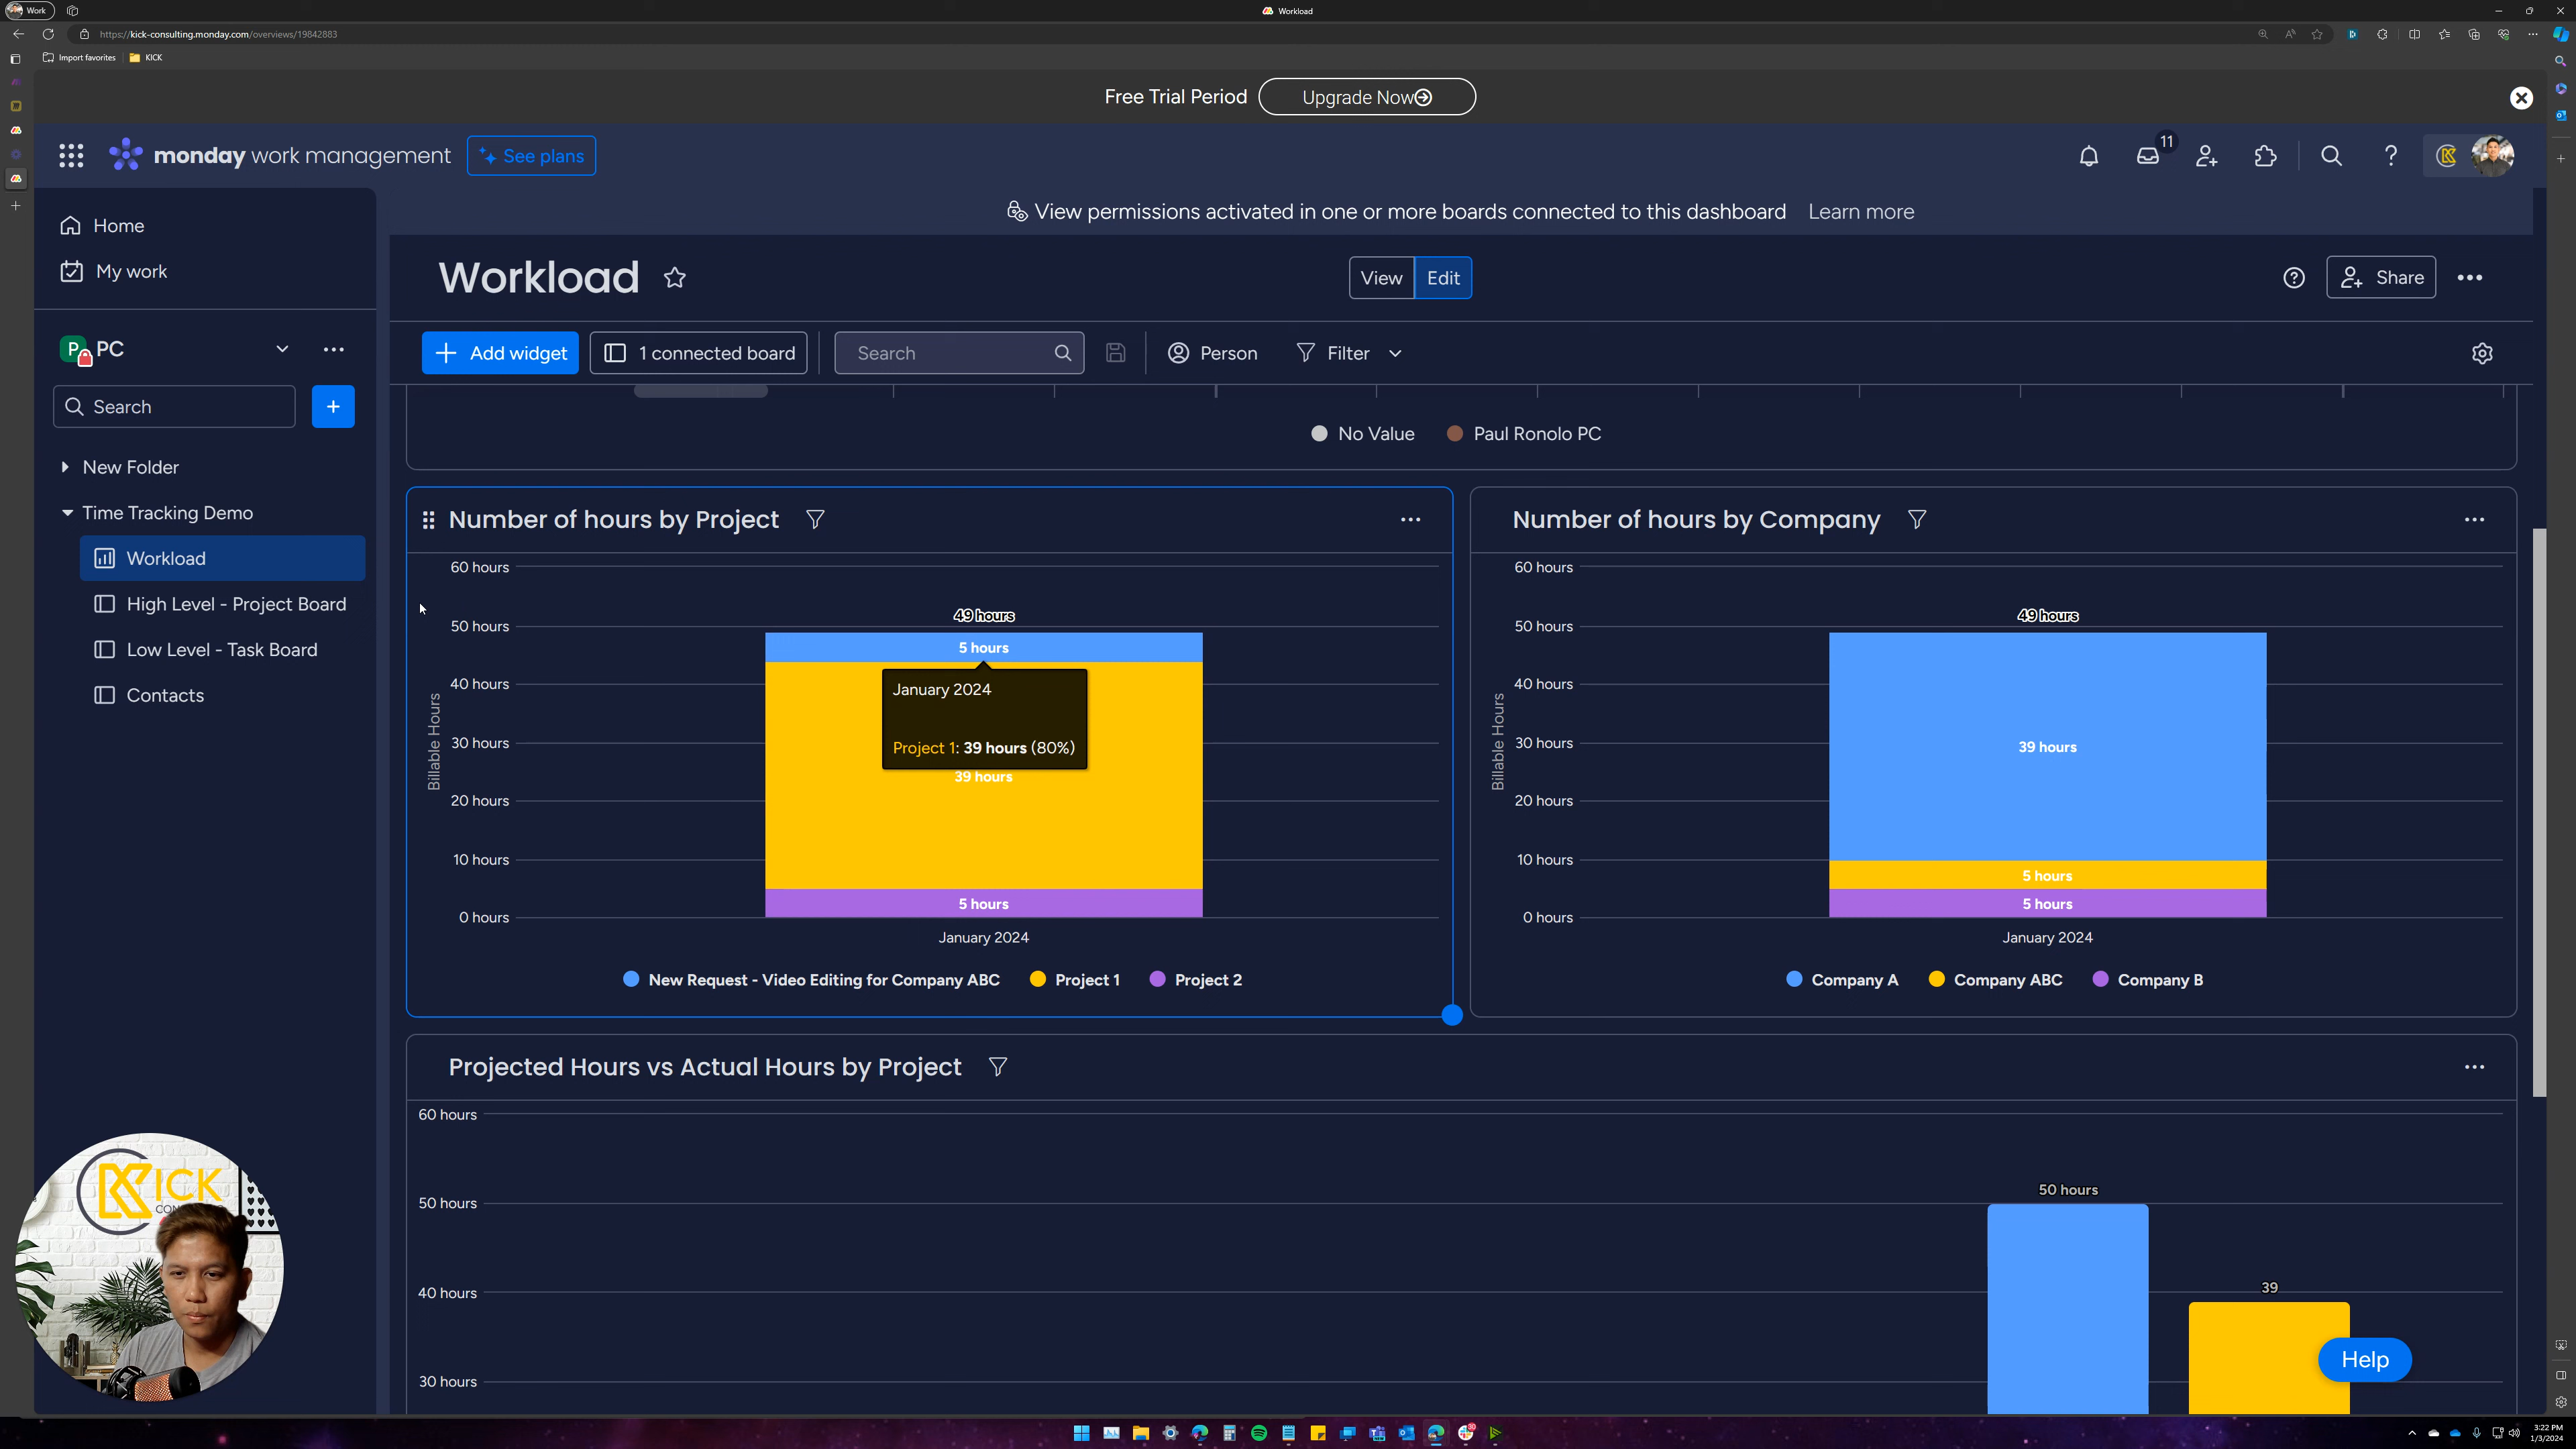 Work
Workload
https://kick-consulting.monday.com/overviews/19842883
Import favorites
KICK
Free Trial Period
Upgrade Now
monday work management
See plans
11
Home
My work
View permissions activated in one or more boards connected to this dashboard
Learn more
Workload
View
Edit
Share
P
PC
Add widget
1 connected board
Search
Person
Filter
Search
No Value
Paul Ronolo PC
New Folder
Time Tracking Demo
Workload
High Level - Project Board
Low Level - Task Board
Contacts
Number of hours by Project
60 hours
50 hours
40 hours
30 hours
20 hours
10 hours
0 hours
Billable Hours
49 hours
5 hours
January 2024
Project 1: 39 hours (80%)
39 hours
5 hours
January 2024
New Request - Video Editing for Company ABC
Project 1
Project 2
Number of hours by Company
60 hours
50 hours
40 hours
30 hours
20 hours
10 hours
0 hours
Billable Hours
49 hours
39 hours
5 hours
5 hours
January 2024
Company A
Company ABC
Company B
Projected Hours vs Actual Hours by Project
60 hours
50 hours
40 hours
30 hours
50 hours
39
Help
KICK
3:22 PM
1/3/2024